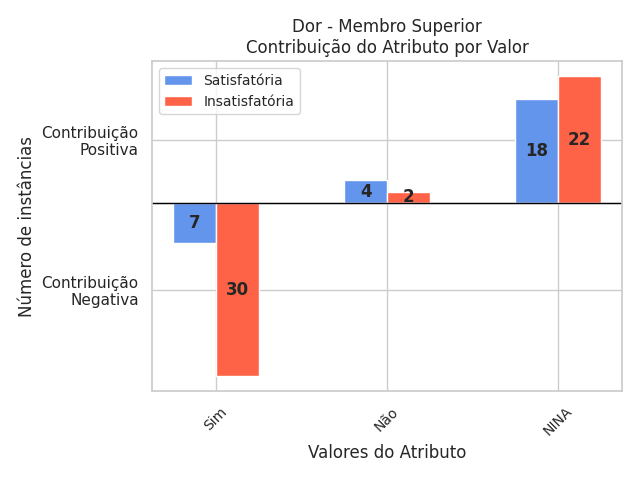 Dor - Membro Superior
Contribuição do Atributo por Valor
Satisfatória
Insatisfatória
Contribuição
Positiva
Contribuição
Negativa
Número de instâncias
7
30
4
2
18
22
Sim
Não
NINA
Valores do Atributo